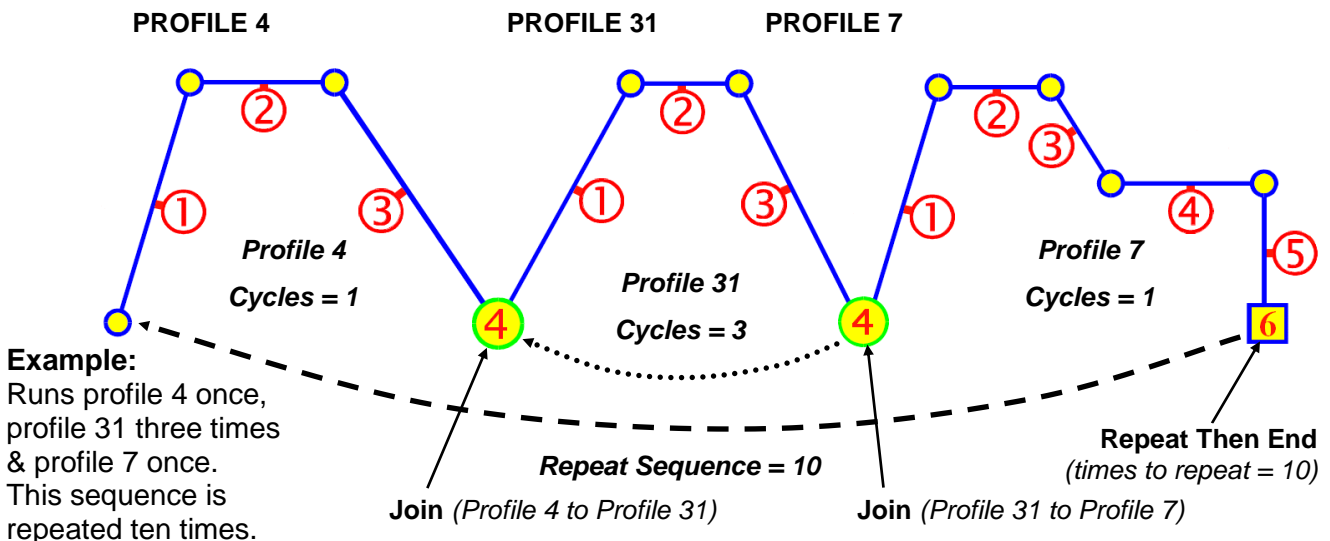 PROFILE 4 PROFILE 31 PROFILE 7
2 2 2
3
1 3 1 3 1 4
Profile 4
Cycles = 1
Profile 31
Cycles = 3
Profile 7
Cycles = 1
5
4 4 6
Example:
Runs profile 4 once,
profile 31 three times
& profile 7 once.
This sequence is
repeated ten times.
Repeat Sequence = 10
Repeat Then End
(times to repeat = 10)
Join (Profile 4 to Profile 31)
Join (Profile 31 to Profile 7)